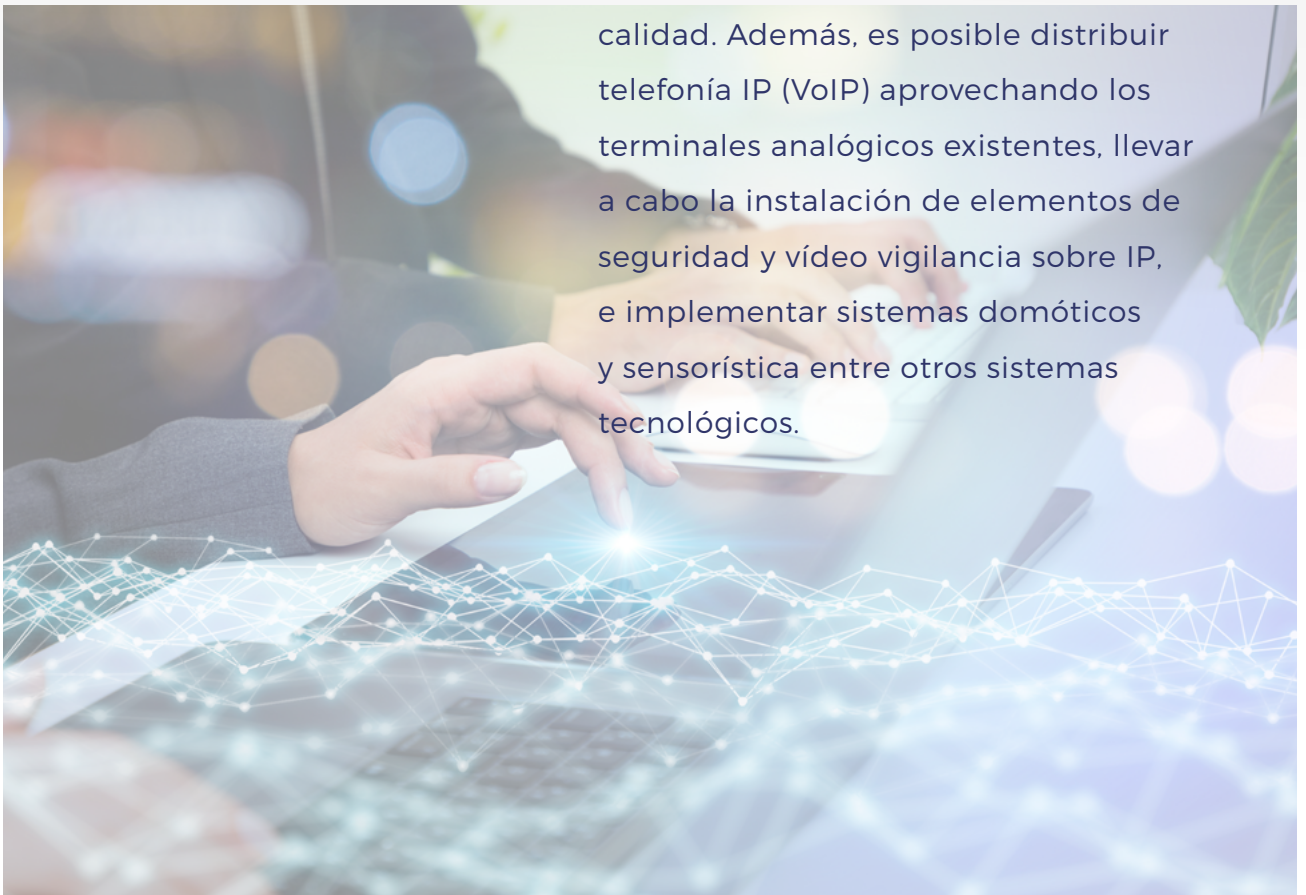 calidad. Además, es posible distribuir
telefonía IP (VoIP) aprovechando los
terminales analógicos existentes, llevar
a cabo la instalación de elementos de
seguridad y vídeo vigilancia sobre IP,
e implementar sistemas domóticos
y sensorística entre otros sistemas
tecnológicos.